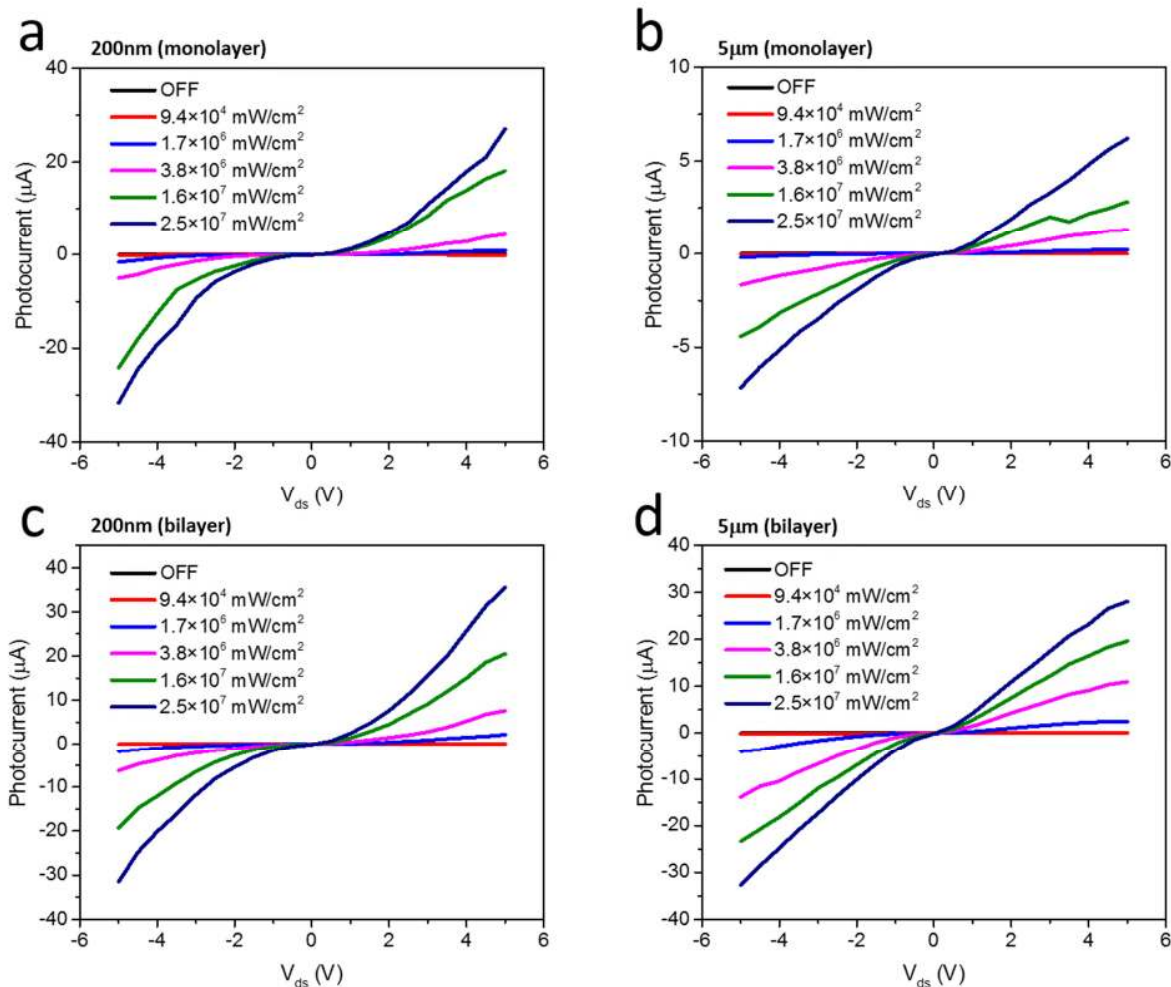 a
200nm (monolayer)
OFF
9.4×10⁴ mW/cm²
1.7×10⁶ mW/cm²
3.8×10⁶ mW/cm²
1.6×10⁷ mW/cm²
2.5×10⁷ mW/cm²
Photocurrent (μA)
40
20
0
-20
-40
-6
-4
-2
0
2
4
6
V_ds (V)
b
5μm (monolayer)
OFF
9.4×10⁴ mW/cm²
1.7×10⁶ mW/cm²
3.8×10⁶ mW/cm²
1.6×10⁷ mW/cm²
2.5×10⁷ mW/cm²
Photocurrent (μA)
10
5
0
-5
-10
-6
-4
-2
0
2
4
6
V_ds (V)
c
200nm (bilayer)
OFF
9.4×10⁴ mW/cm²
1.7×10⁶ mW/cm²
3.8×10⁶ mW/cm²
1.6×10⁷ mW/cm²
2.5×10⁷ mW/cm²
Photocurrent (μA)
40
30
20
10
0
-10
-20
-30
-40
-6
-4
-2
0
2
4
6
V_ds (V)
d
5μm (bilayer)
OFF
9.4×10⁴ mW/cm²
1.7×10⁶ mW/cm²
3.8×10⁶ mW/cm²
1.6×10⁷ mW/cm²
2.5×10⁷ mW/cm²
Photocurrent (μA)
40
30
20
10
0
-10
-20
-30
-40
-6
-4
-2
0
2
4
6
V_ds (V)